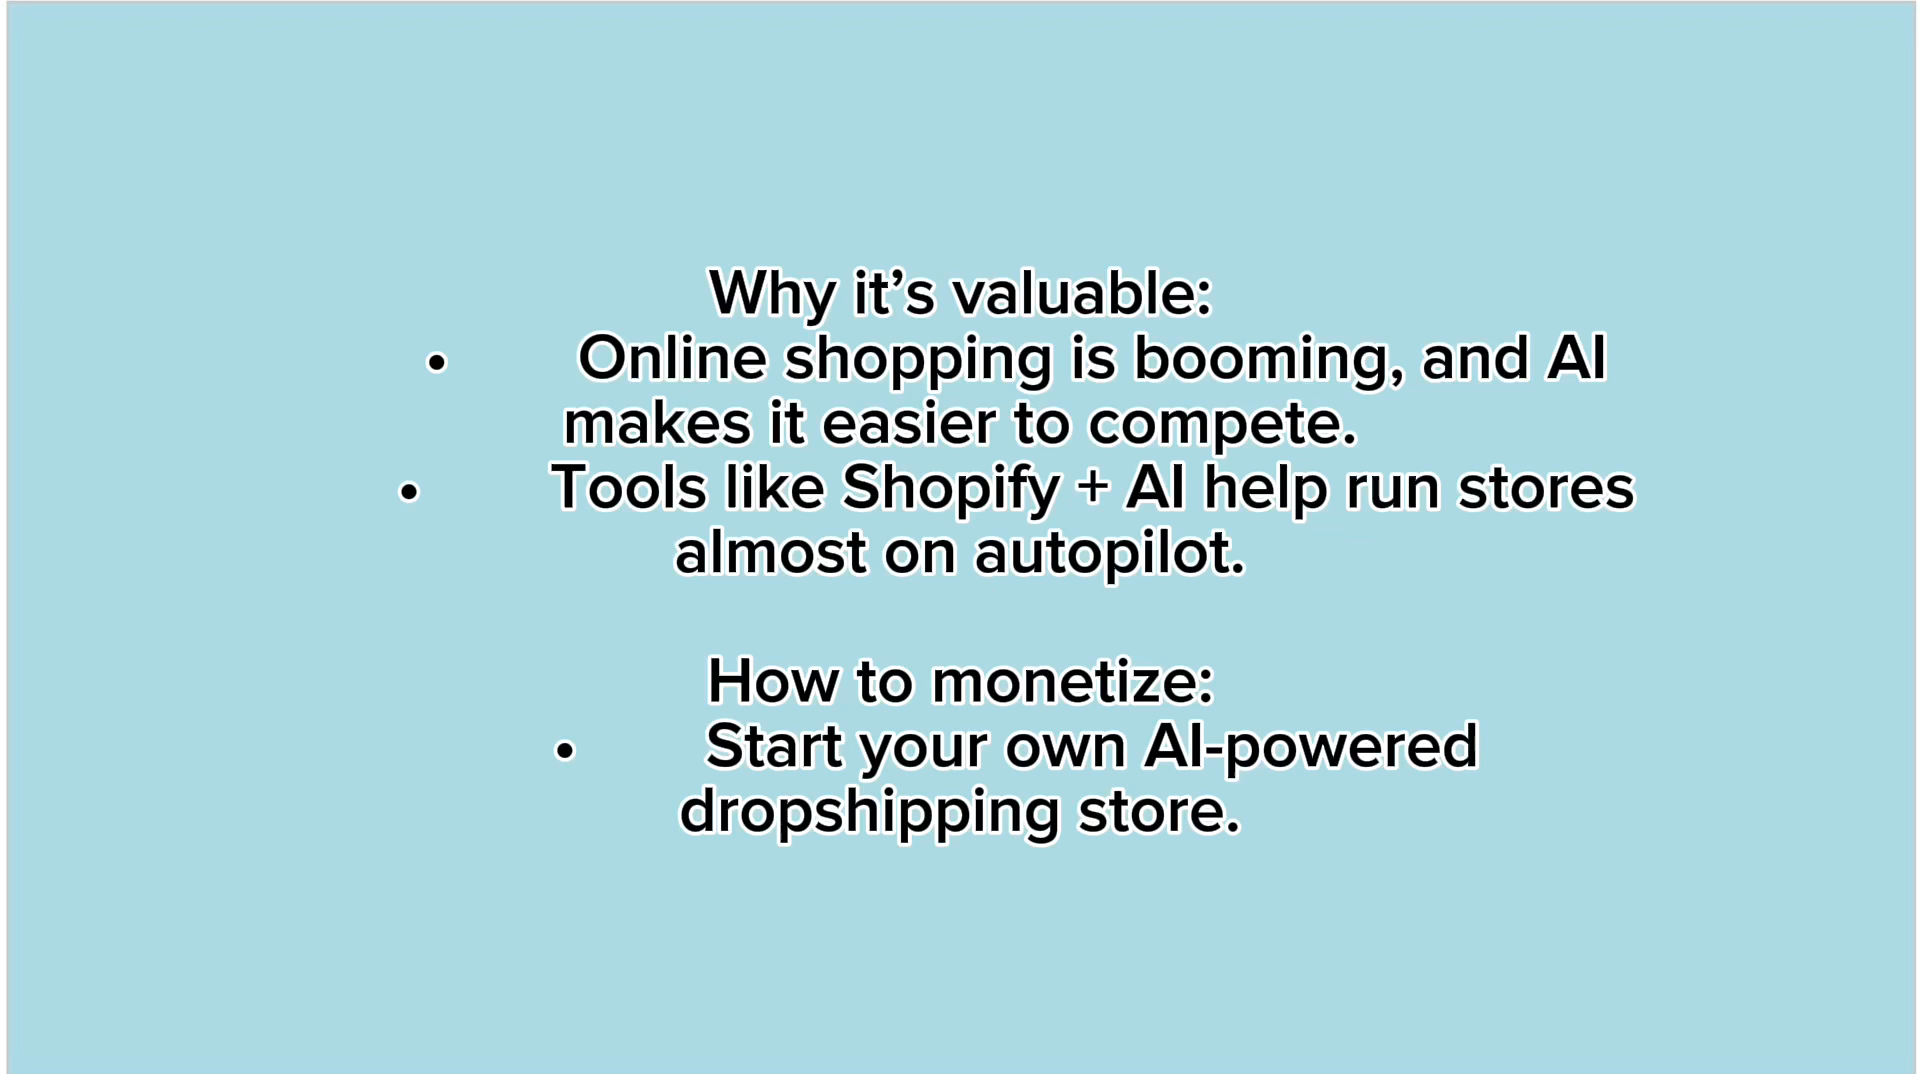 Why it’s valuable:
• Online shopping is booming, and AI
makes it easier to compete.
• Tools like Shopify + AI help run stores
almost on autopilot.
How to monetize:
• Start your own AI-powered
dropshipping store.